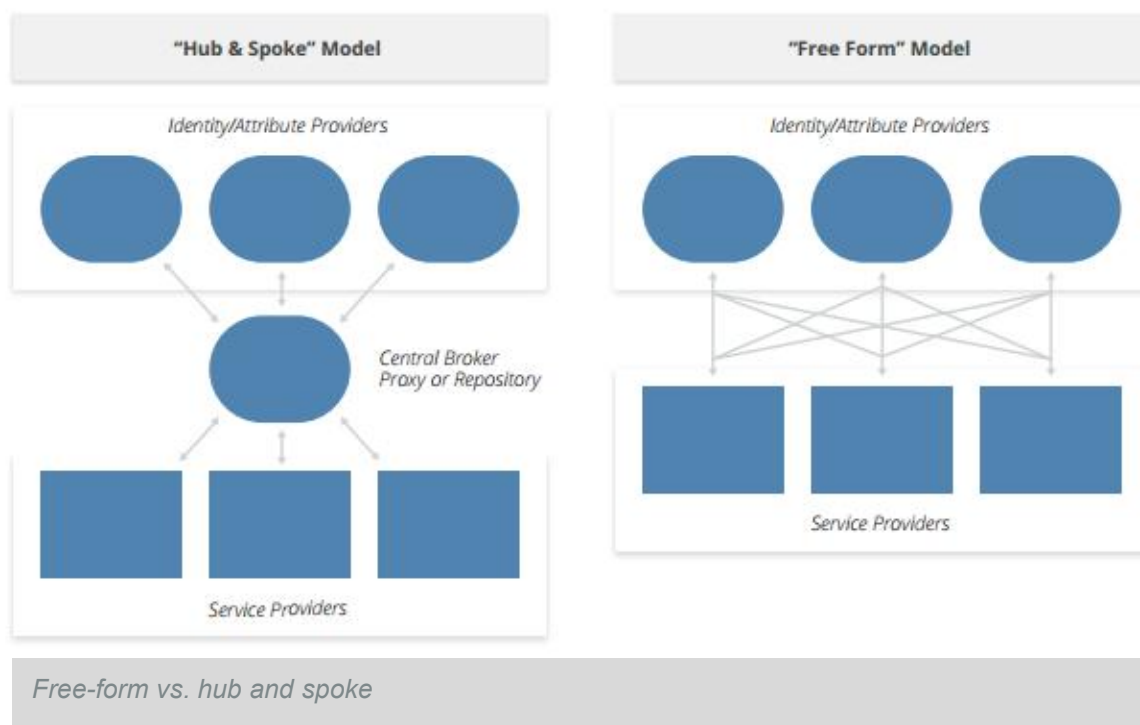 “Hub & Spoke” Model
Identity/Attribute Providers
Central Broker
Proxy or Repository
Service Providers
“Free Form” Model
Identity/Attribute Providers
Service Providers
Free-form vs. hub and spoke